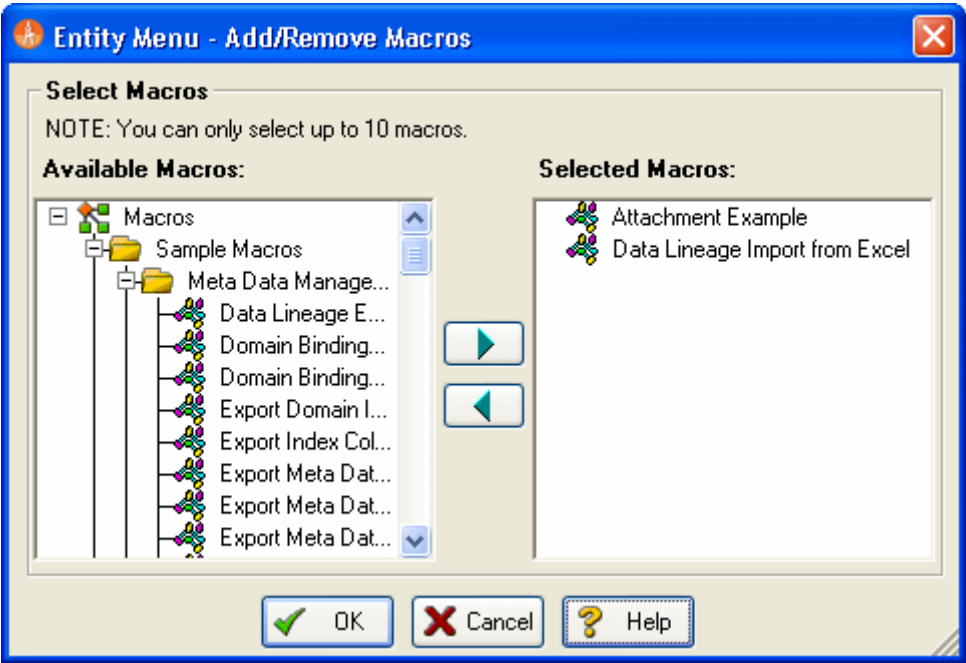 Entity Menu - Add/Remove Macros
Select Macros
NOTE: You can only select up to 10 macros.
Available Macros:
Macros
Sample Macros
Meta Data Manage...
Data Lineage E...
Domain Binding...
Domain Binding...
Export Domain I...
Export Index Col...
Export Meta Dat...
Export Meta Dat...
Export Meta Dat...
Selected Macros:
Attachment Example
Data Lineage Import from Excel
OK
Cancel
Help